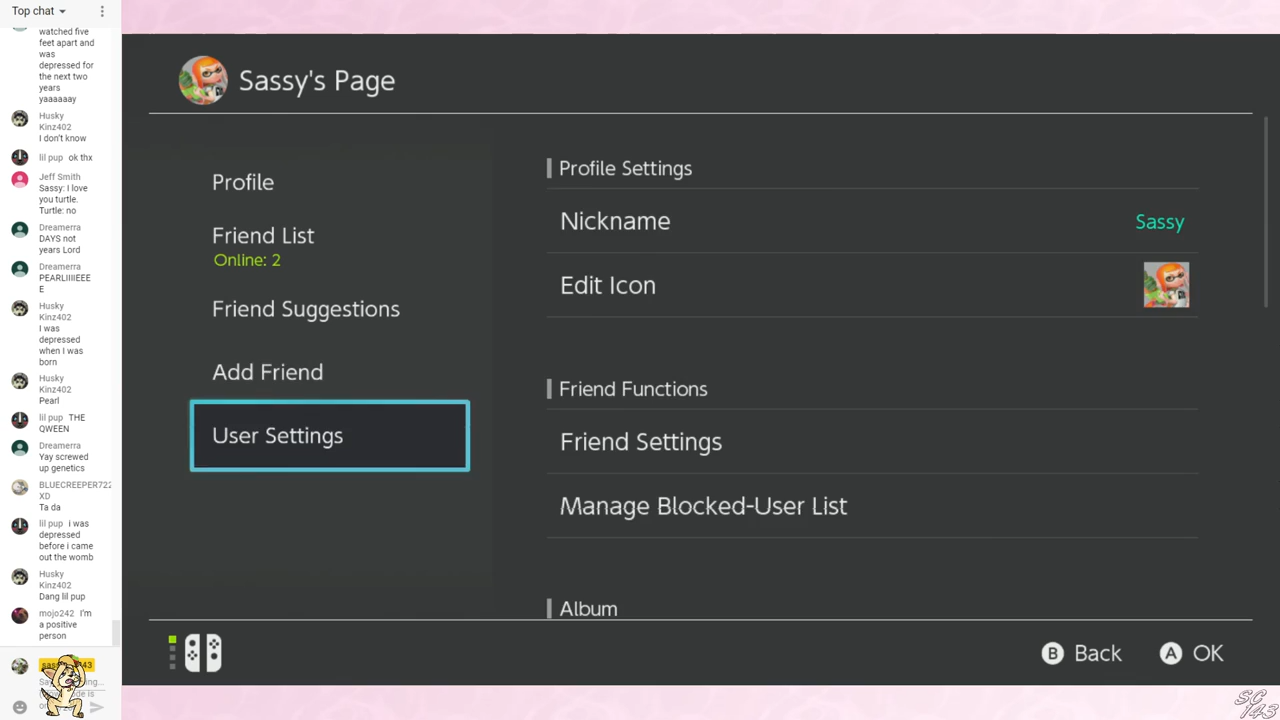 Top chat
watched five
feet apart and
was
depressed for
the next two
years
yaaaaaay
Husky
Kinz402
I don't know
lil pup ok thx
Jeff Smith
Sassy: I love
you turtle.
Turtle: no
Dreamerra
DAYS not
years Lord
Dreamerra
PEARLIIIIEEE
E
Husky
Kinz402
I was
depressed
when I was
born
Husky
Kinz402
Pearl
lil pup THE
QWEEN
Dreamerra
Yay screwed
up genetics
BLUECREEPER722
XD
Ta da
lil pup i was
depressed
before i came
out the womb
Husky
Kinz402
Dang lil pup
mojo242 I'm
a positive
person
Sassy's Page
Profile
Friend List
Online: 2
Friend Suggestions
Add Friend
User Settings
Profile Settings
Nickname Sassy
Edit Icon
Friend Functions
Friend Settings
Manage Blocked-User List
Album
B Back A OK
SC
143